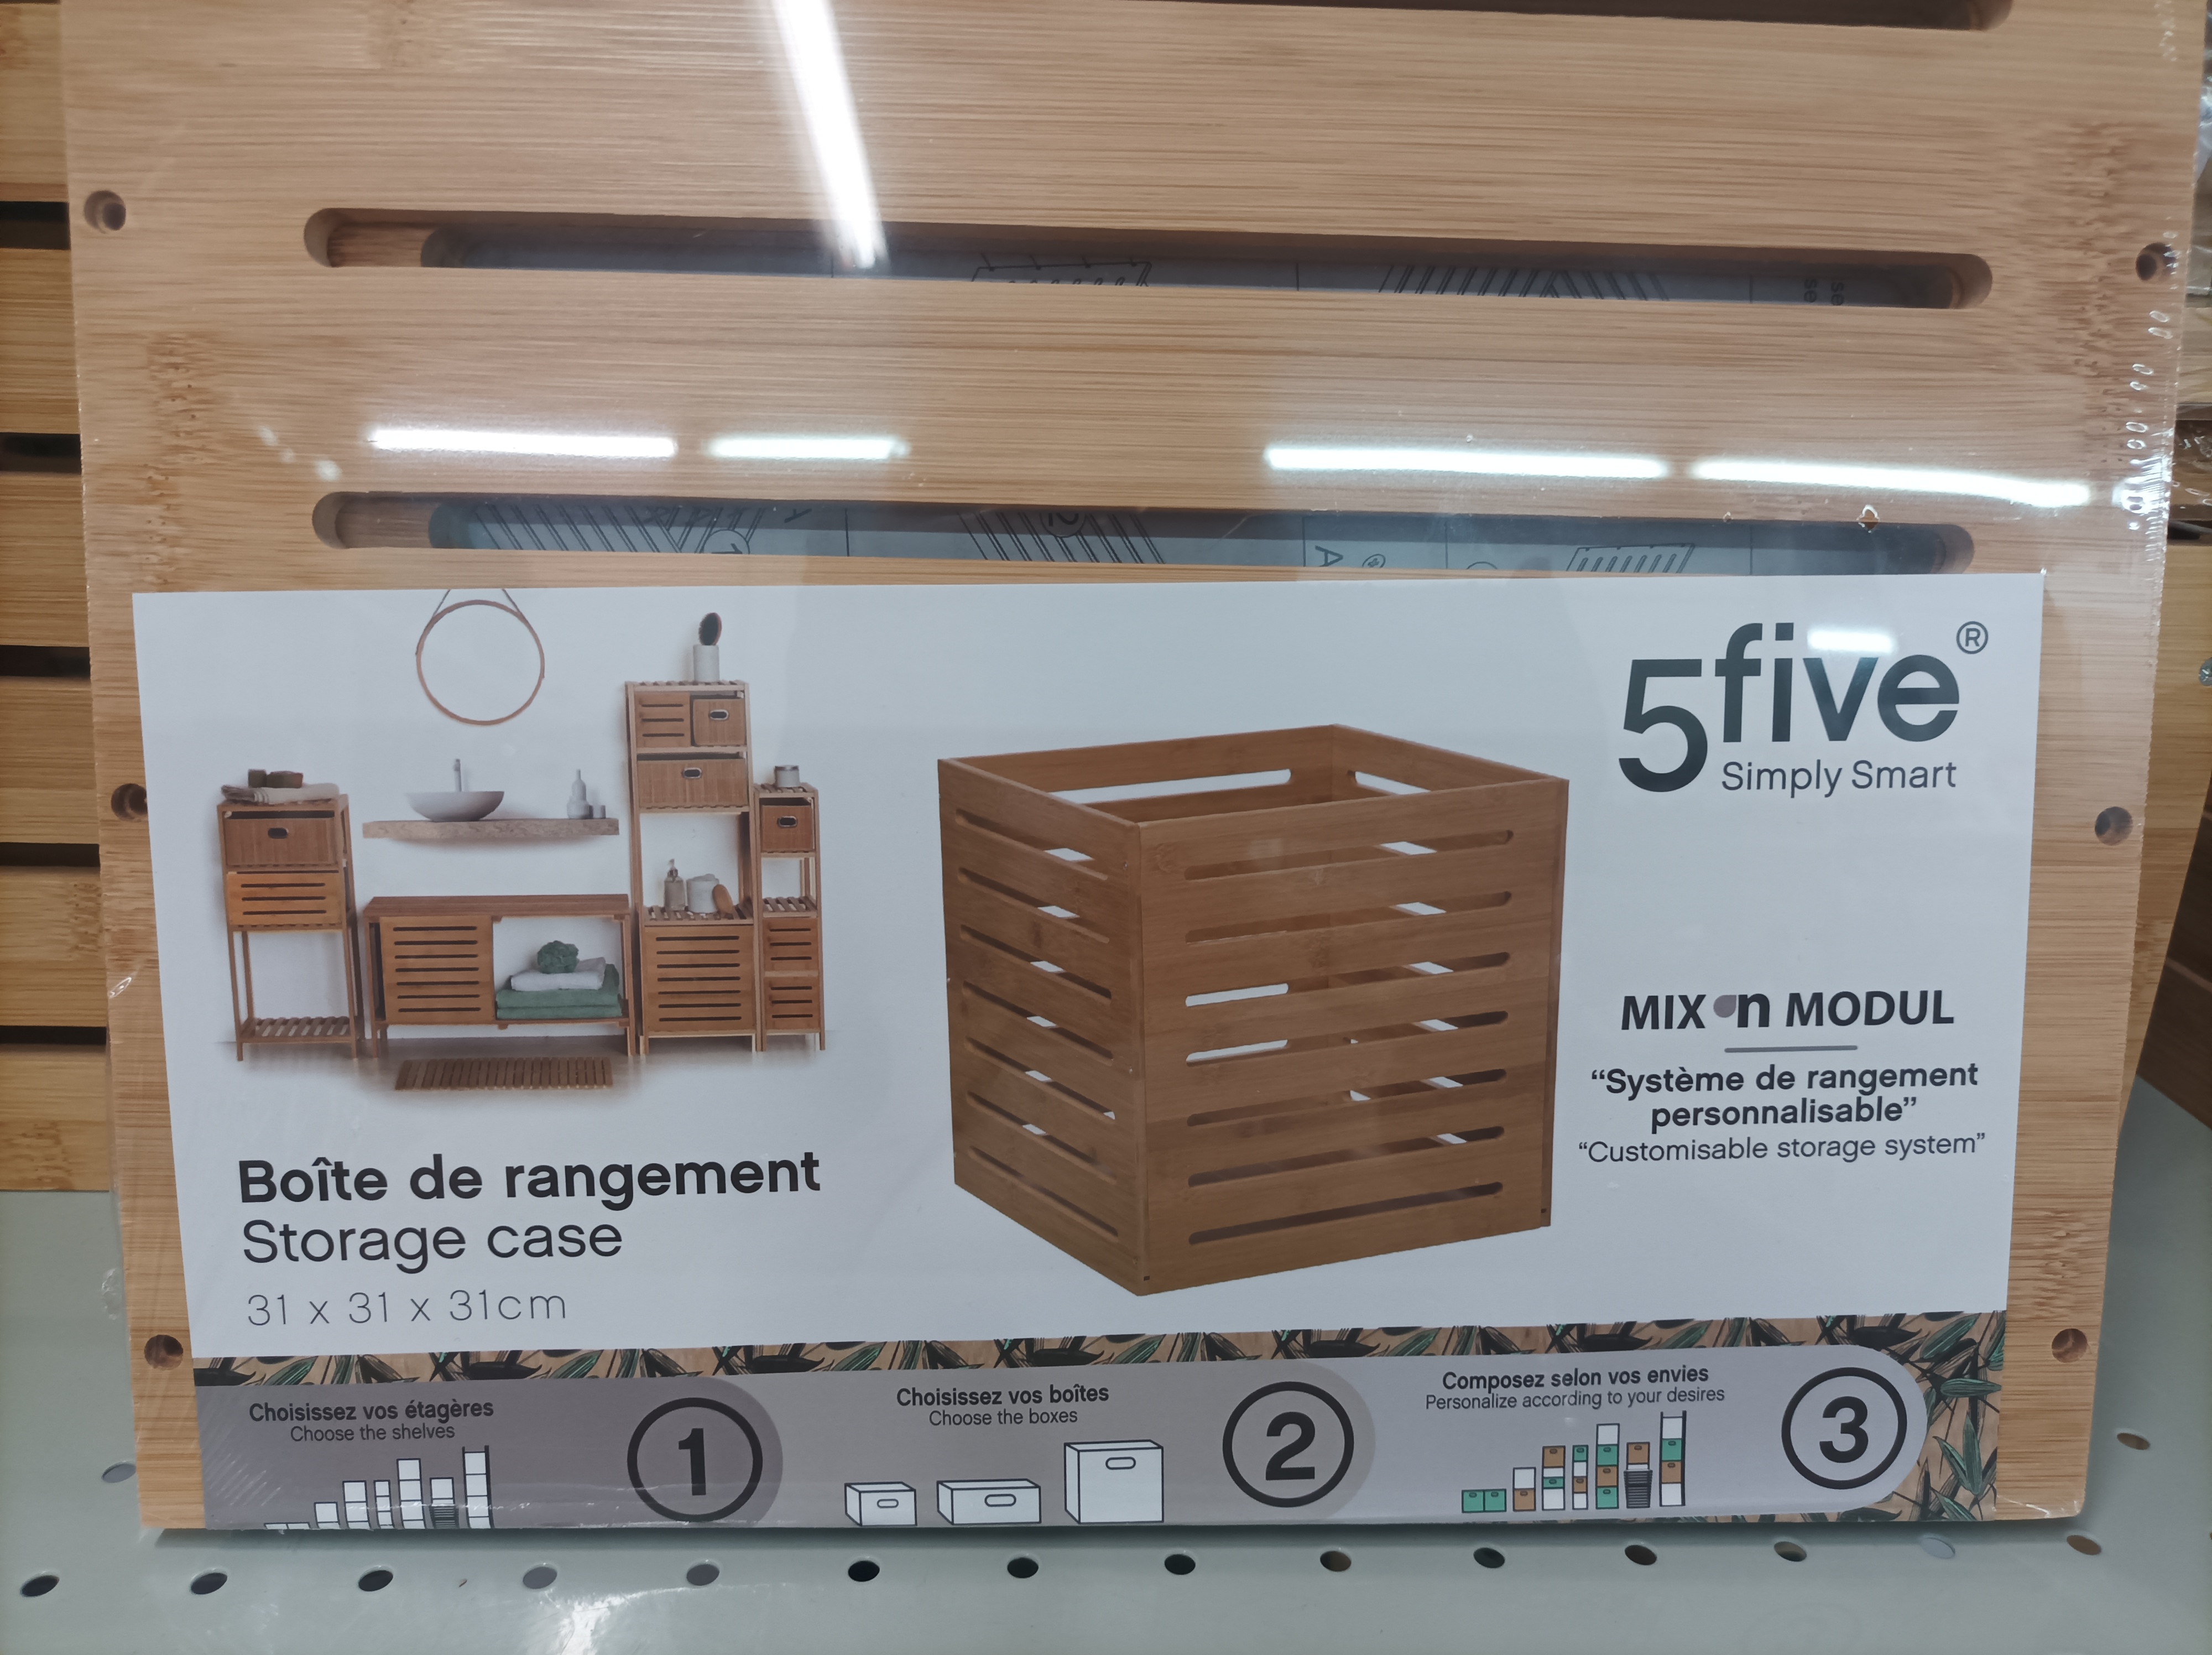 5five®
Simply Smart
MIX n MODUL
“Système de rangement
personnalisable”
“Customisable storage system”
Boîte de rangement
Storage case
31 x 31 x 31cm
Choisissez vos étagères
Choose the shelves
1
Choisissez vos boîtes
Choose the boxes
2
Composez selon vos envies
Personalize according to your desires
3